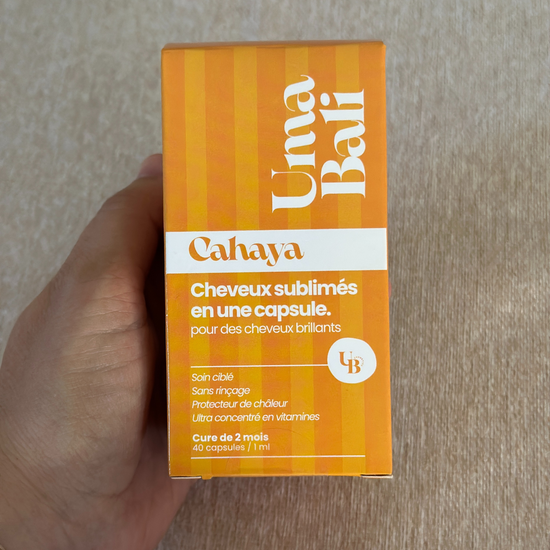 Uma
Bali
Cahaya
Cheveux sublimés
en une capsule.
pour des cheveux brillants
UB
Soin ciblé
Sans rinçage
Protecteur de châleur
Ultra concentré en vitamines
Cure de 2 mois
40 capsules / 1 ml